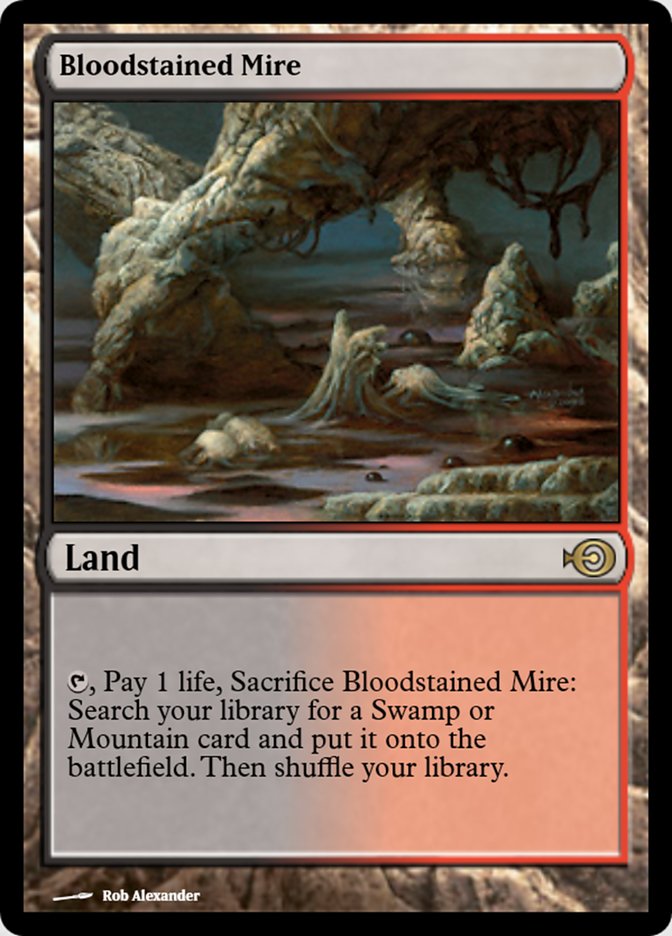 Bloodstained Mire
Land
, Pay 1 life, Sacrifice Bloodstained Mire:
Search your library for a Swamp or
Mountain card and put it onto the
battlefield. Then shuffle your library.
Rob Alexander